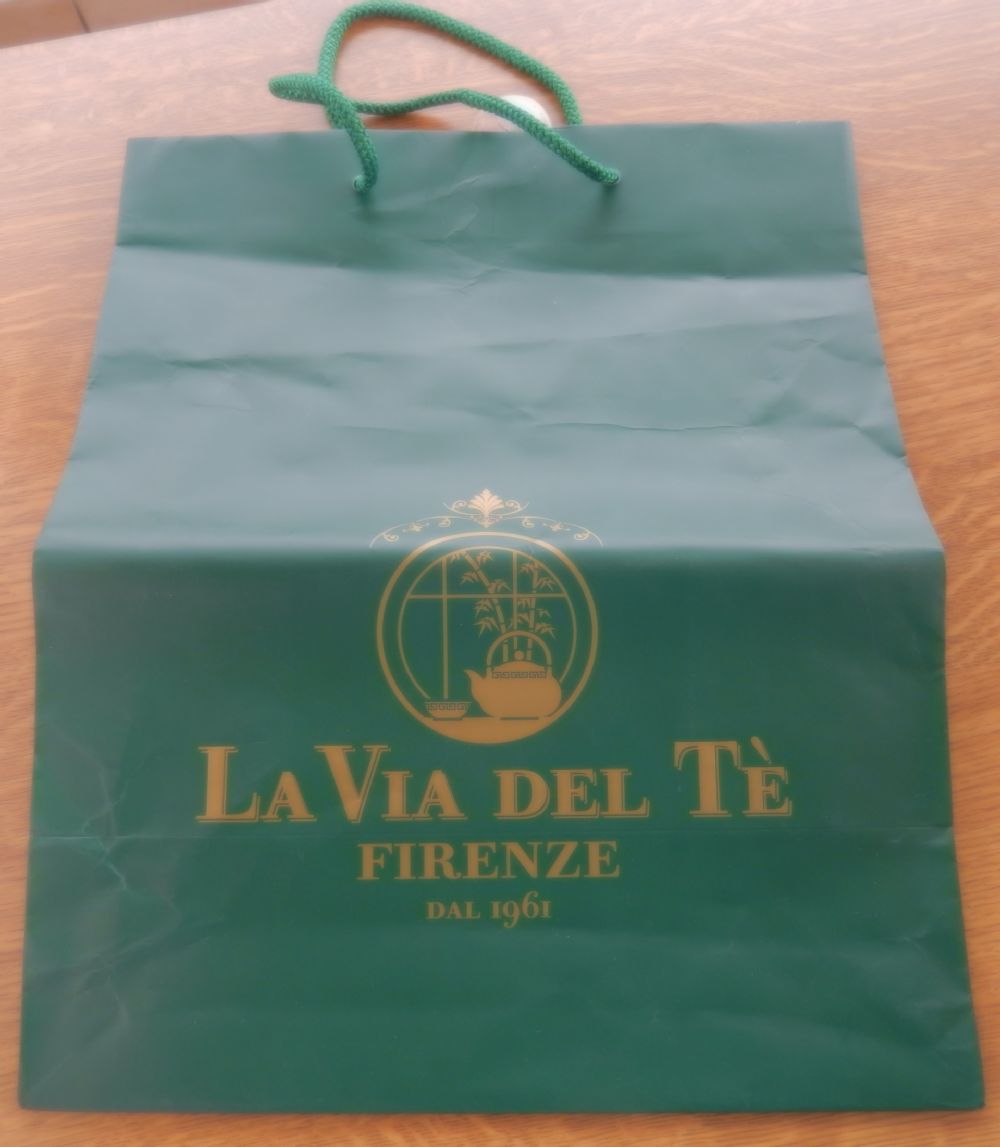 LA VIA DEL TÈ
FIRENZE
DAL 1961